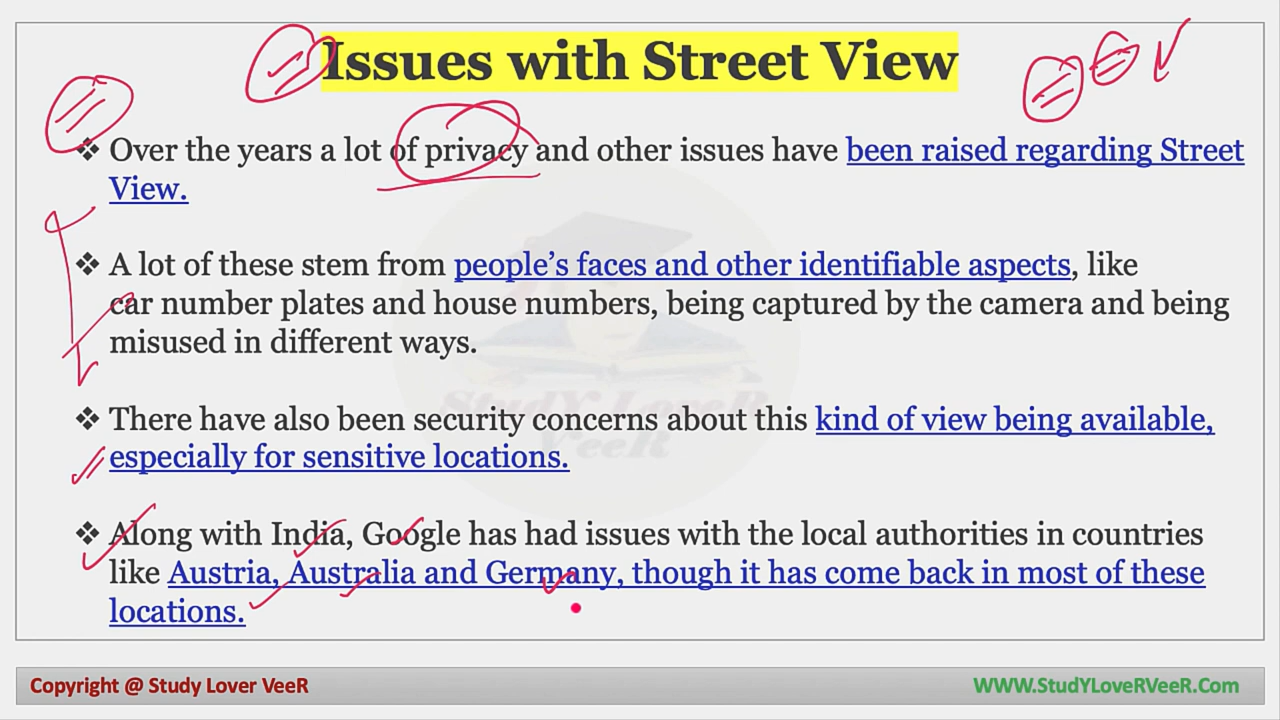 Issues with Street View
❖ Over the years a lot of privacy and other issues have been raised regarding Street
View.
❖ A lot of these stem from people’s faces and other identifiable aspects, like
car number plates and house numbers, being captured by the camera and being
misused in different ways.
❖ There have also been security concerns about this kind of view being available,
especially for sensitive locations.
❖ Along with India, Google has had issues with the local authorities in countries
like Austria, Australia and Germany, though it has come back in most of these
locations.
StudY LoveR
VeeR
Copyright @ Study Lover VeeR
WWW.StudYLoveRVeeR.Com